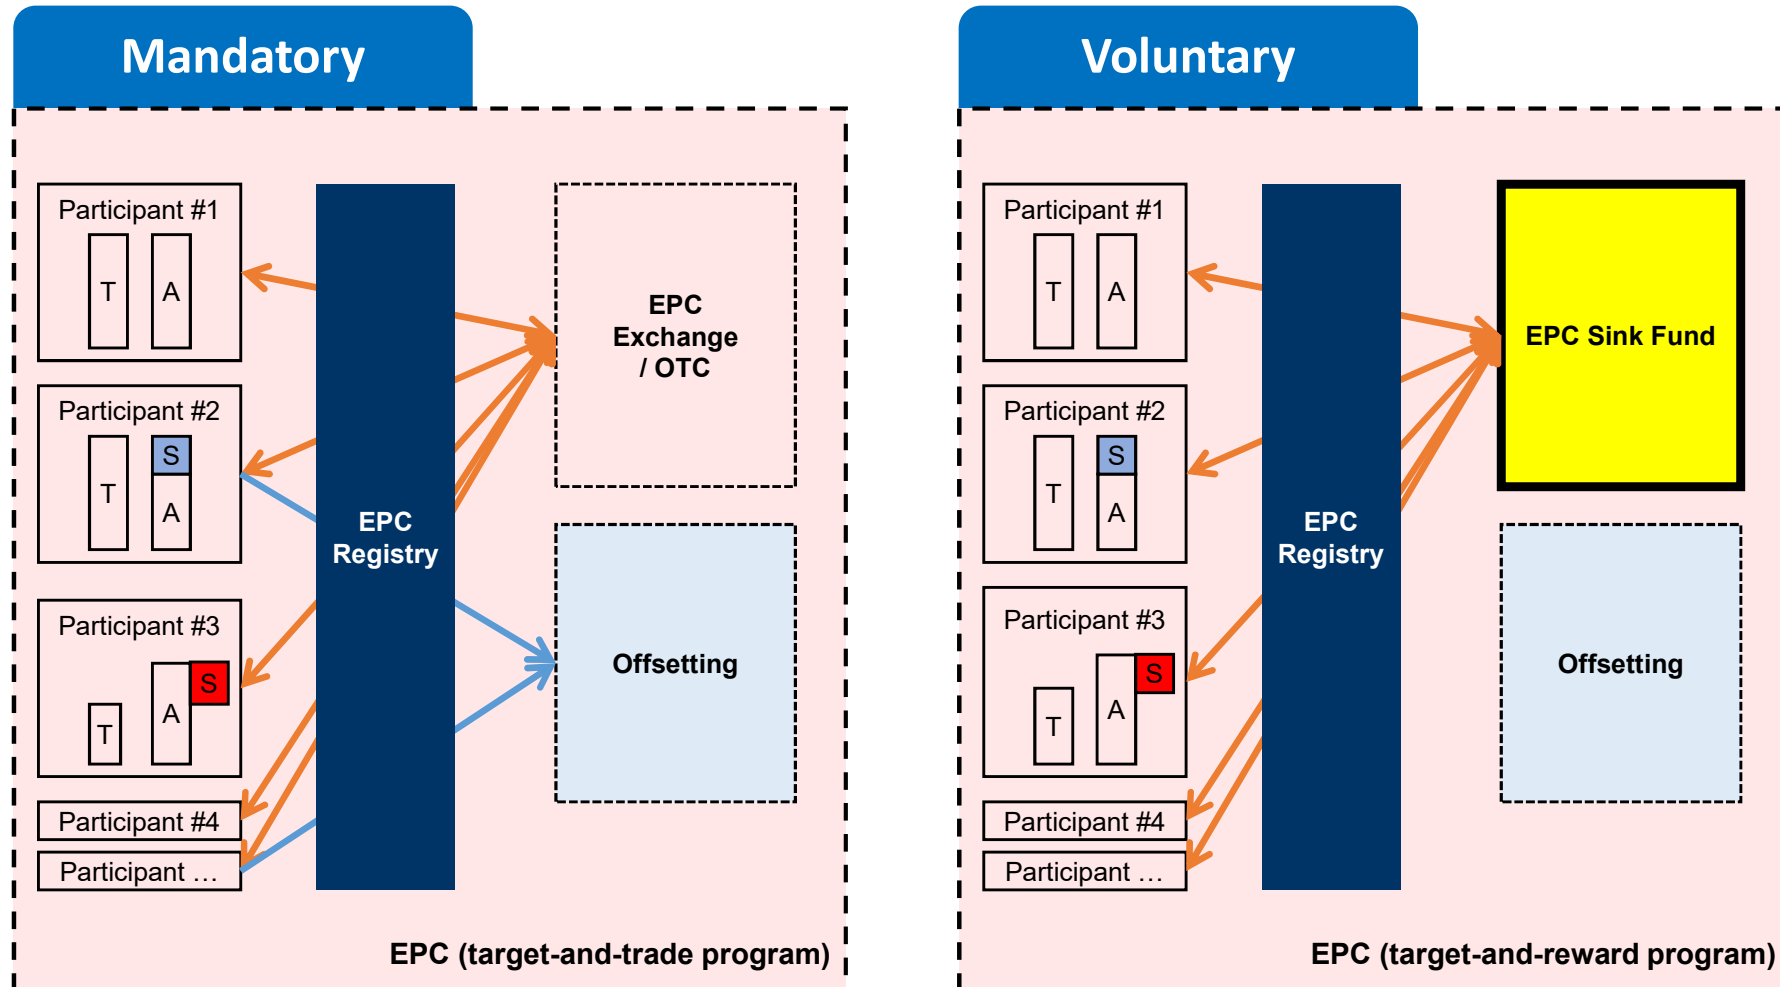 Mandatory
Participant #1
T
A
Participant #2
T
S
A
Participant #3
T
A
S
Participant #4
Participant …
EPC
Registry
EPC
Exchange
/ OTC
Offsetting
EPC (target-and-trade program)
Voluntary
Participant #1
T
A
Participant #2
T
S
A
Participant #3
T
A
S
Participant #4
Participant …
EPC
Registry
EPC Sink Fund
Offsetting
EPC (target-and-reward program)